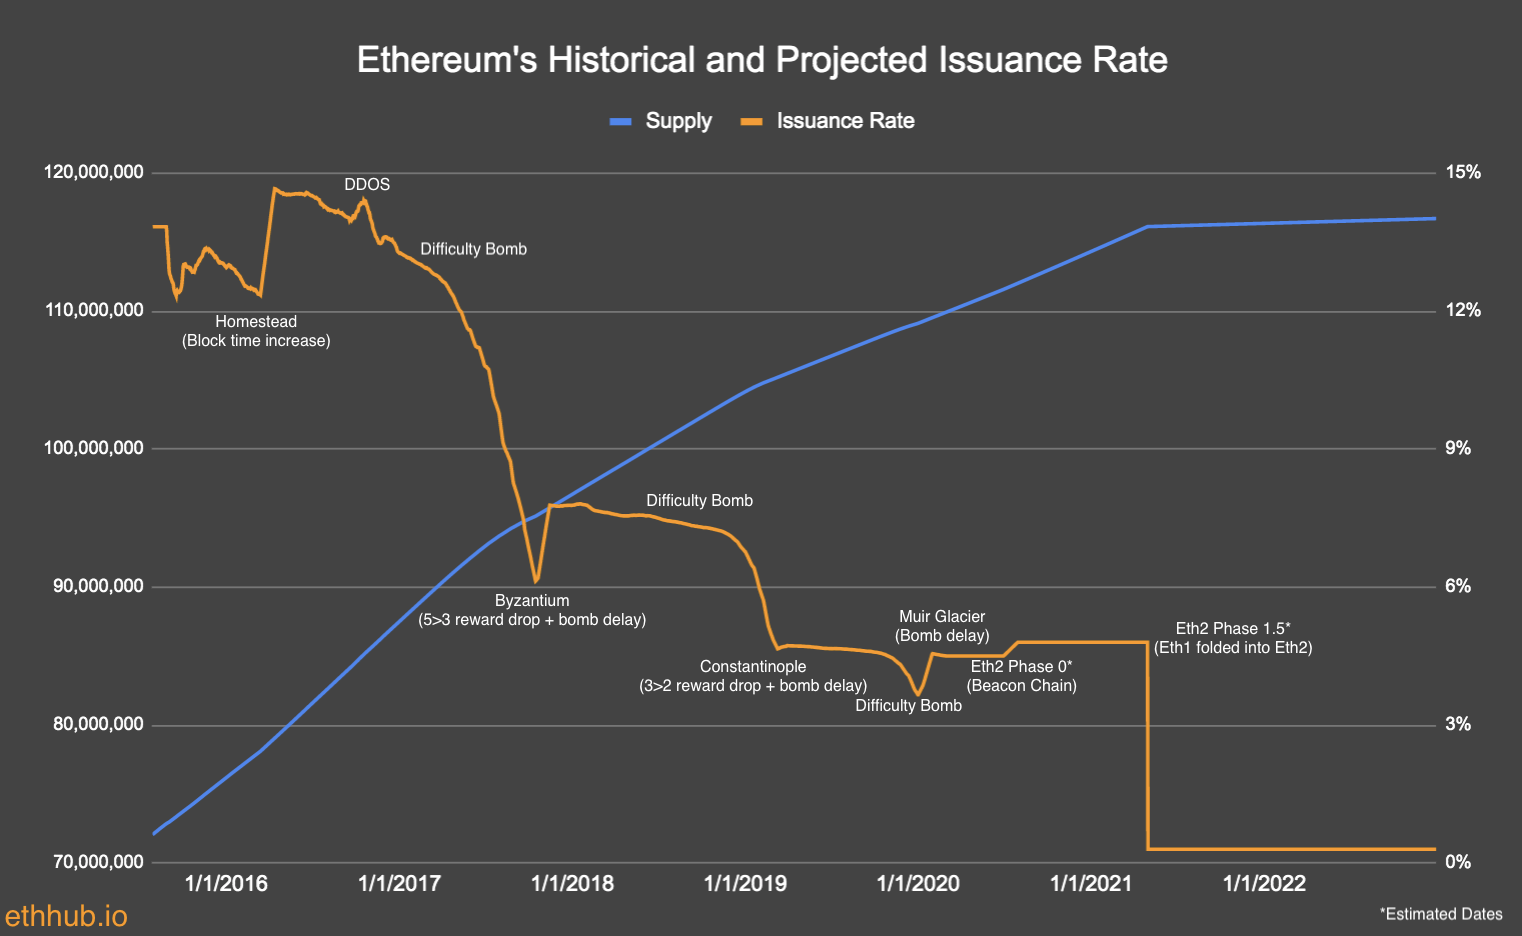 Ethereum's Historical and Projected Issuance Rate
Supply
Issuance Rate
120,000,000
110,000,000
100,000,000
90,000,000
80,000,000
70,000,000
15%
12%
9%
6%
3%
0%
DDOS
Difficulty Bomb
Homestead
(Block time increase)
Difficulty Bomb
Byzantium
(5>3 reward drop + bomb delay)
Muir Glacier
(Bomb delay)
Eth2 Phase 1.5*
(Eth1 folded into Eth2)
Constantinople
(3>2 reward drop + bomb delay)
Eth2 Phase 0*
(Beacon Chain)
Difficulty Bomb
1/1/2016
1/1/2017
1/1/2018
1/1/2019
1/1/2020
1/1/2021
1/1/2022
ethhub.io
*Estimated Dates